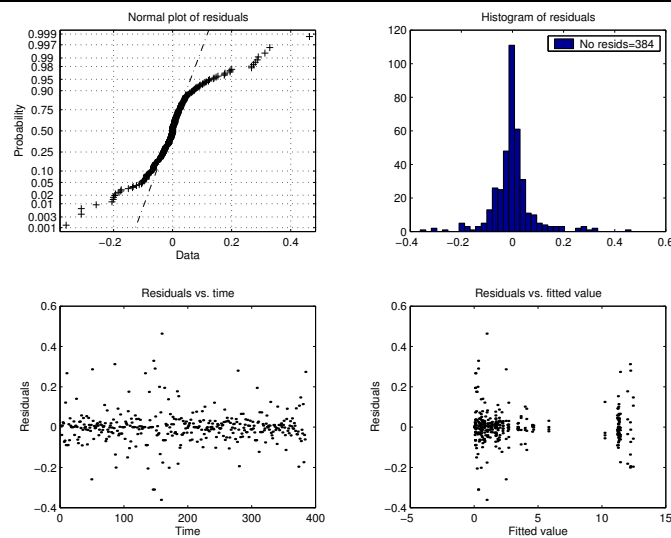 Normal plot of residuals
0.999
0.997
0.99
0.98
0.95
0.90
0.75
0.50
0.25
0.10
0.05
0.02
0.01
0.003
0.001
Probability
−0.2 0 0.2 0.4
Data
Histogram of residuals
No resids=384
120
100
80
60
40
20
0
−0.4 −0.2 0 0.2 0.4 0.6
Residuals vs. time
0.6
0.4
0.2
0
−0.2
−0.4
Residuals
0 100 200 300 400
Time
Residuals vs. fitted value
0.6
0.4
0.2
0
−0.2
−0.4
Residuals
−5 0 5 10 15
Fitted value